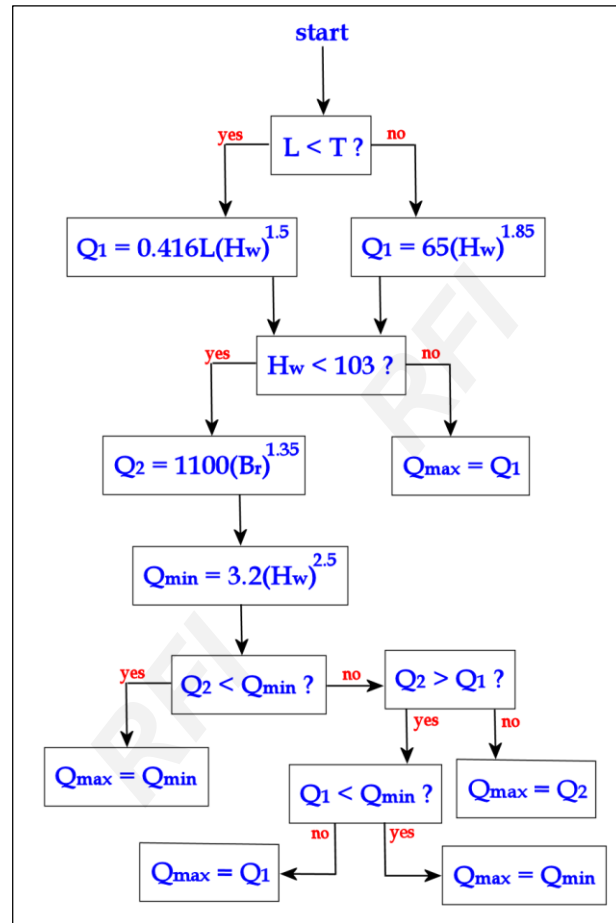 start
yes
no
L < T ?
Q1 = 0.416L(Hw)^1.5
Q1 = 65(Hw)^1.85
yes
no
Hw < 103 ?
Q2 = 1100(Br)^1.35
Qmax = Q1
Qmin = 3.2(Hw)^2.5
yes
Q2 < Qmin ?
no
Q2 > Q1 ?
yes
no
Qmax = Qmin
Q1 < Qmin ?
Qmax = Q2
no
yes
Qmax = Q1
Qmax = Qmin
RFI
RFI